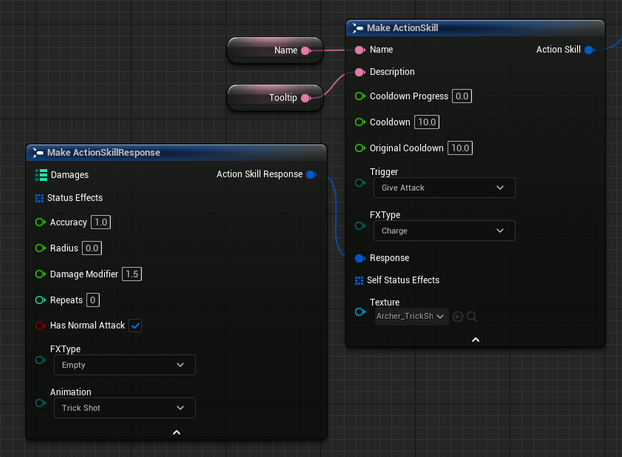 Make ActionSkill
Name
Name
Action Skill
Description
Tooltip
Cooldown Progress 0.0
Cooldown 10.0
Original Cooldown 10.0
Trigger
Give Attack
FXType
Charge
Response
Self Status Effects
Texture
Archer_TrickSh
Make ActionSkillResponse
Damages
Action Skill Response
Status Effects
Accuracy 1.0
Radius 0.0
Damage Modifier 1.5
Repeats 0
Has Normal Attack
FXType
Empty
Animation
Trick Shot